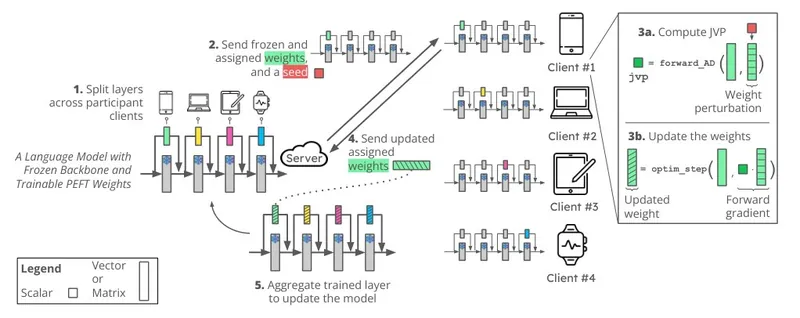 1. Split layers
across participant
clients
A Language Model with
Frozen Backbone and
Trainable PEFT Weights
2. Send frozen and
assigned weights,
and a seed
Server
4. Send updated
assigned
weights
5. Aggregate trained layer
to update the model
Client #1
Client #2
Client #3
Client #4
3a. Compute JVP
jvp
= forward_AD( , )
Weight
perturbation
3b. Update the weights
= optim_step( , · )
Updated
weight
Forward
gradient
Legend
Scalar
Vector
or
Matrix